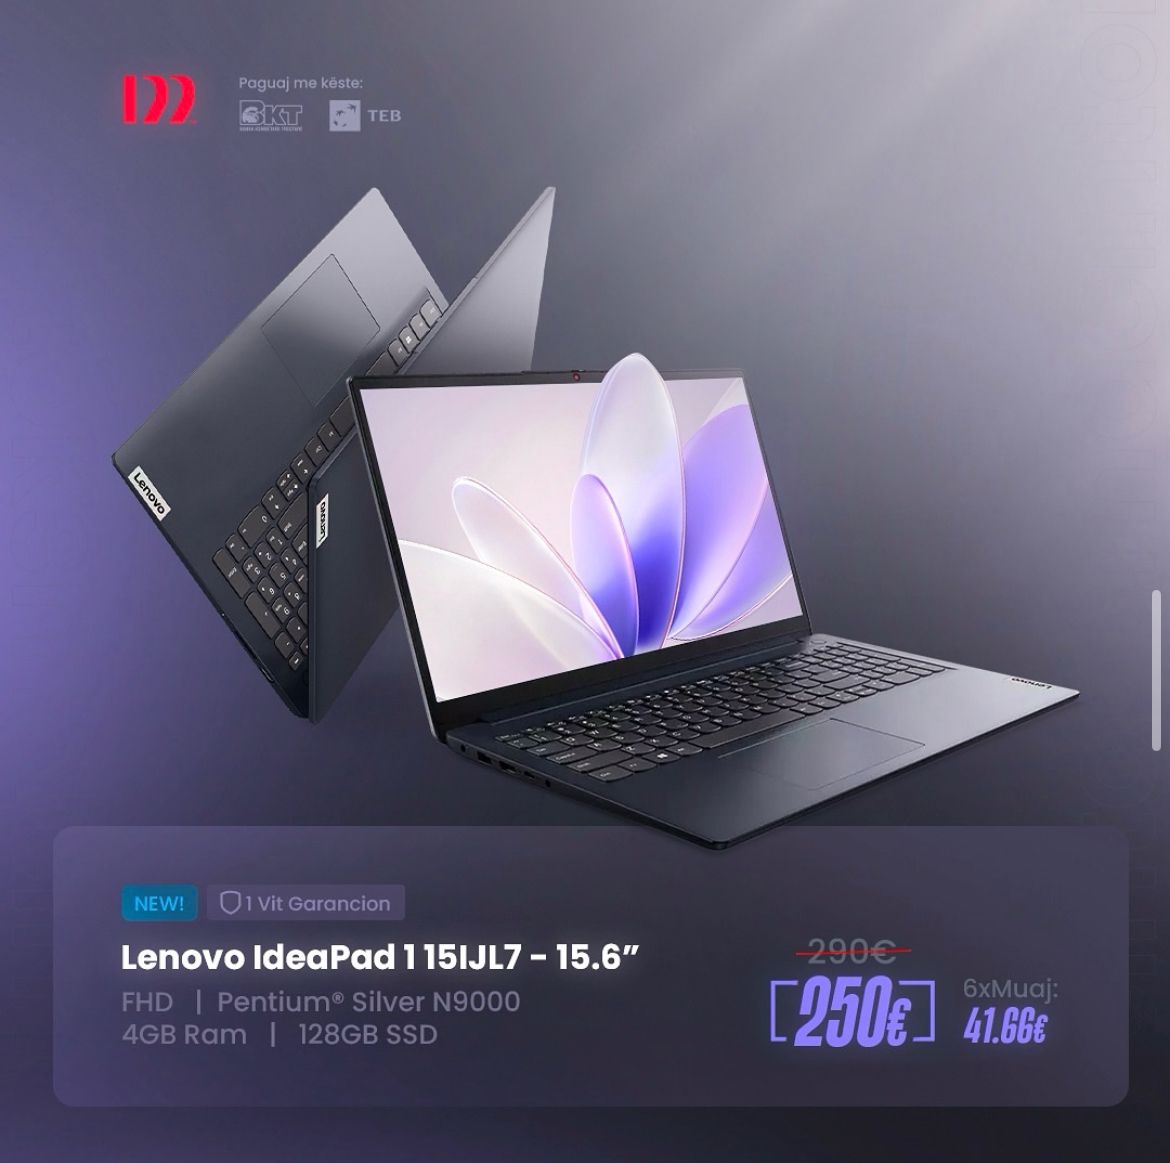 Paguaj me këste:
BKT TEB
Lenovo
Lenovo
Lenovo
NEW! 1 Vit Garancion
Lenovo IdeaPad 1 15IJL7 - 15.6”
FHD | Pentium® Silver N9000
4GB Ram | 128GB SSD
290€
250€
6xMuaj:
41.66€